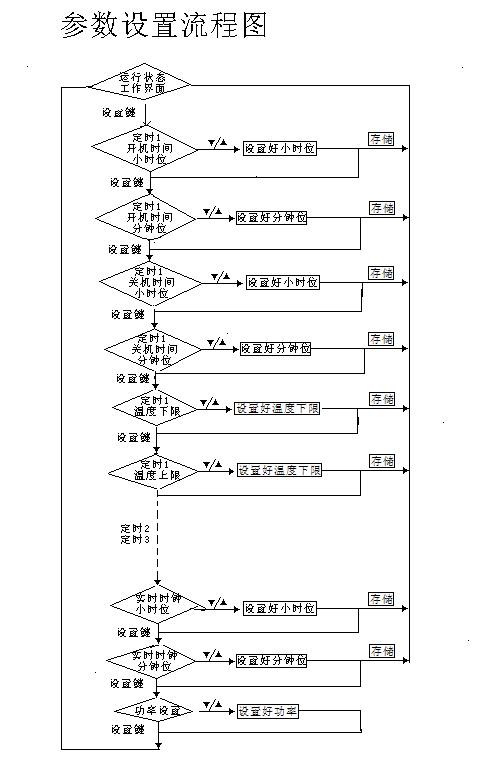 参数设置流程图
运行状态
工作界面
设置键
定时1
开机时间
小时位
▼/▲
设置好小时位
存储
设置键
定时1
开机时间
分钟位
▼/▲
设置好分钟位
存储
设置键
定时1
关机时间
小时位
▼/▲
设置好小时位
存储
设置键
定时1
关机时间
分钟位
▼/▲
设置好分钟位
存储
设置键
定时1
温度下限
▼/▲
设置好温度下限
存储
设置键
定时1
温度上限
▼/▲
设置好温度下限
存储
定时2
定时3
实时时钟
小时位
▼/▲
设置好小时位
存储
设置键
实时时钟
分钟位
▼/▲
设置好分钟位
存储
设置键
功率设置
▼/▲
设置好功率
设置键